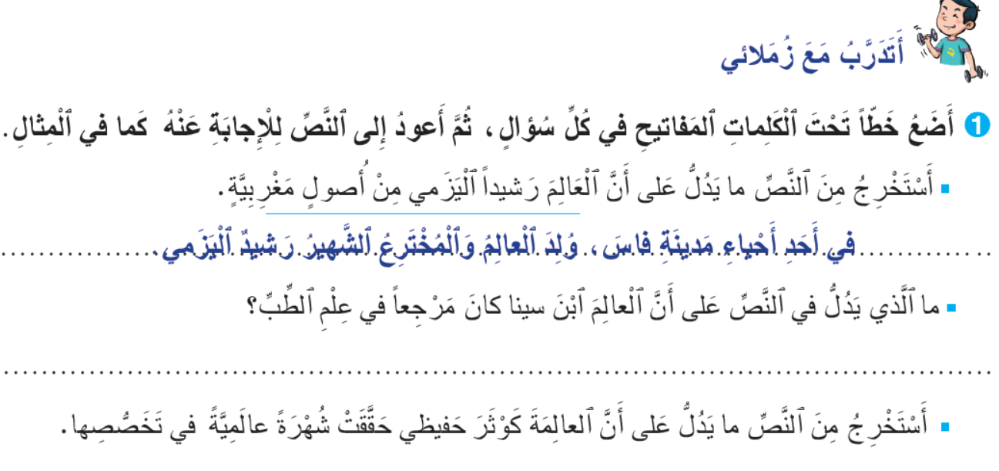 أَتَدَرَّبُ مَعَ زُمَلائي
1 أَضَعُ خَطّاً تَحْتَ ٱلْكَلِماتِ ٱلمَفاتيحِ في كُلِّ سُؤالٍ، ثُمَّ أَعودُ إِلى ٱلنَّصِّ لِلْإِجابَةِ عَنْهُ كَما في ٱلْمِثالِ.
▪ أَسْتَخْرِجُ مِنَ ٱلنَّصِّ ما يَدُلُّ عَلى أَنَّ ٱلْعَالِمَ رَشيداً ٱلْيَزَمي مِنْ أُصولٍ مَغْرِبِيَّةٍ.
في أَحَدِ أَحْياءِ مَدينَةِ فاسَ، وُلِدَ ٱلْعالِمُ وَٱلْمُخْتَرِعُ ٱلشَّهيرُ رَشيدٌ ٱلْيَزَمي.
▪ ما ٱلَّذي يَدُلُّ في ٱلنَّصِّ عَلى أَنَّ ٱلْعالِمَ ٱبْنَ سينا كانَ مَرْجِعاً في عِلْمِ ٱلطِّبِّ؟
▪ أَسْتَخْرِجُ مِنَ ٱلنَّصِّ ما يَدُلُّ عَلى أَنَّ ٱلعالِمَةَ كَوْثَرَ حَفيظي حَقَّقَتْ شُهْرَةً عالَمِيَّةً في تَخَصُّصِها.